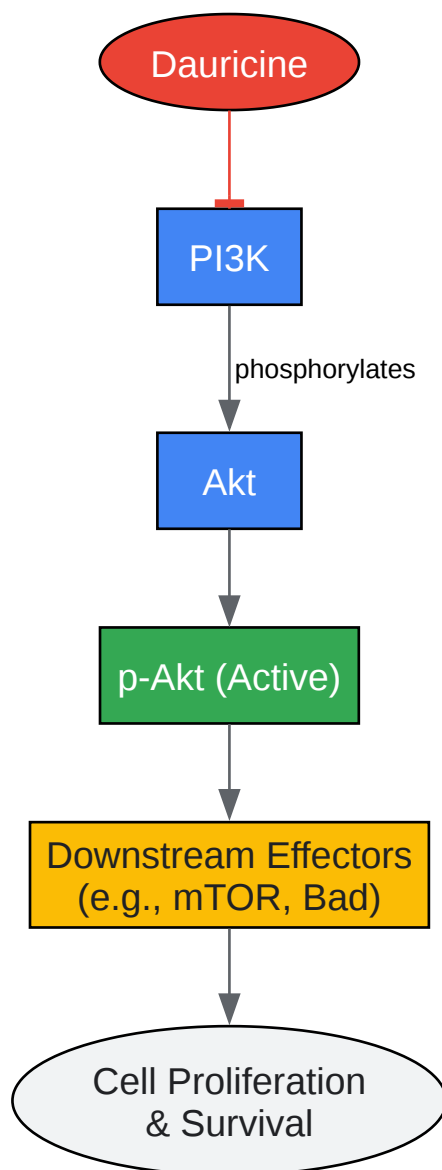 Dauricine
PI3K
phosphorylates
Akt
p-Akt (Active)
Downstream Effectors
(e.g., mTOR, Bad)
Cell Proliferation
& Survival